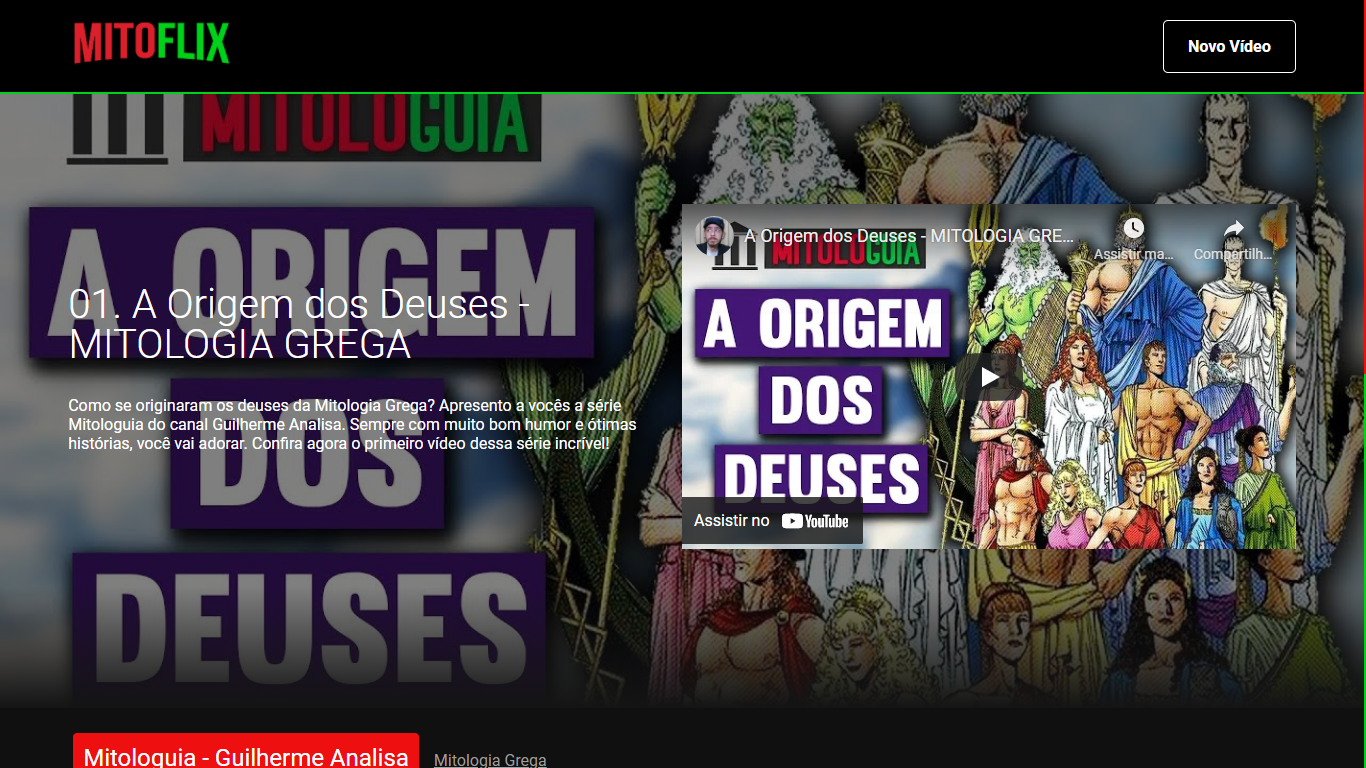 MITOFLIX
Novo Vídeo
MITOLOGUIA
A ORIGEM
DOS
DEUSES
01. A Origem dos Deuses -
MITOLOGIA GREGA
Como se originaram os deuses da Mitologia Grega? Apresento a vocês a série
Mitologuia do canal Guilherme Analisa. Sempre com muito bom humor e ótimas
histórias, você vai adorar. Confira agora o primeiro vídeo dessa série incrível!
A Origem dos Deuses - MITOLOGIA GRE...
Assistir ma...
Compartilh...
MITOLOGUIA
A ORIGEM
DOS
DEUSES
Assistir no YouTube
Mitologuia - Guilherme Analisa
Mitologia Grega